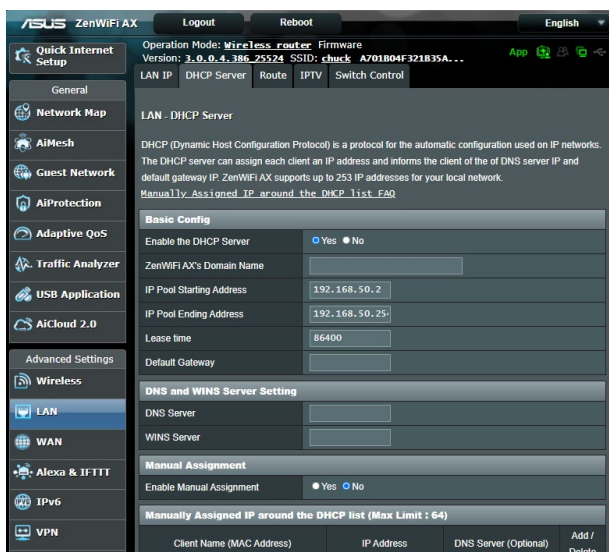 ASUS ZenWiFi AX Logout Reboot English
Quick Internet Setup
Operation Mode: Wireless router Firmware
Version: 3.0.0.4.386_25524 SSID: chuck A701B04F321B35A...
App
LAN IP DHCP Server Route IPTV Switch Control
General
Network Map
AiMesh
Guest Network
AiProtection
Adaptive QoS
Traffic Analyzer
USB Application
AiCloud 2.0
Advanced Settings
Wireless
LAN
WAN
Alexa & IFTTT
IPv6
VPN
LAN - DHCP Server
DHCP (Dynamic Host Configuration Protocol) is a protocol for the automatic configuration used on IP networks.
The DHCP server can assign each client an IP address and informs the client of the of DNS server IP and
default gateway IP. ZenWiFi AX supports up to 253 IP addresses for your local network.
Manually Assigned IP around the DHCP list FAQ
Basic Config
Enable the DHCP Server Yes No
ZenWiFi AX's Domain Name
IP Pool Starting Address 192.168.50.2
IP Pool Ending Address 192.168.50.25
Lease time 86400
Default Gateway
DNS and WINS Server Setting
DNS Server
WINS Server
Manual Assignment
Enable Manual Assignment Yes No
Manually Assigned IP around the DHCP list (Max Limit : 64)
Client Name (MAC Address) IP Address DNS Server (Optional) Add / Delete